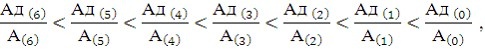 Ад (6)/А(6) < Ад (5)/А(5) < Ад (4)/А(4) < Ад (3)/А(3) < Ад (2)/А(2) < Ад (1)/А(1) < Ад (0)/А(0) ,